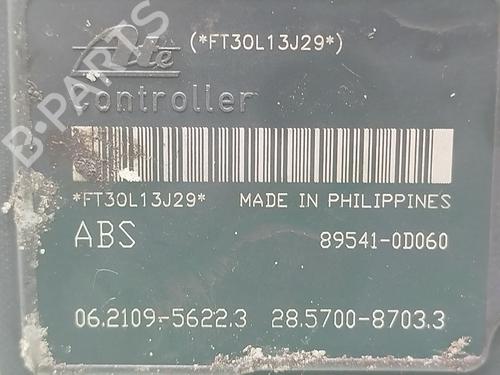 Ate (*FT30L13J29*)
controller
*FT30L13J29* MADE IN PHILIPPINES
ABS 89541-0D060
06.2109-5622.3 28.5700-8703.3
B-PARTS